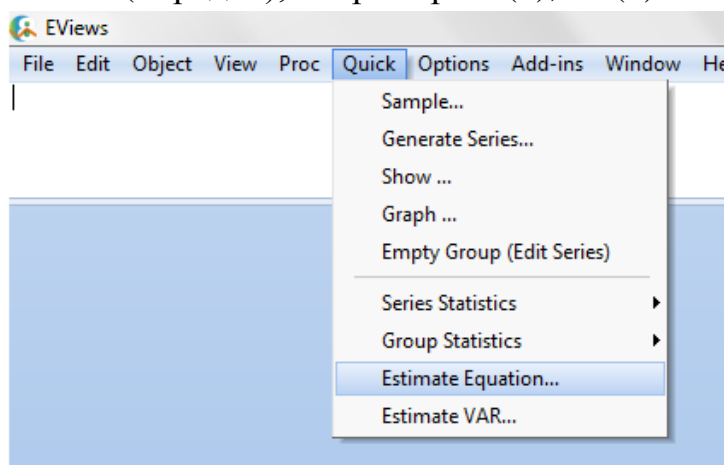 EViews
File Edit Object View Proc Quick Options Add-ins Window He
Sample...
Generate Series...
Show ...
Graph ...
Empty Group (Edit Series)
Series Statistics
Group Statistics
Estimate Equation...
Estimate VAR...